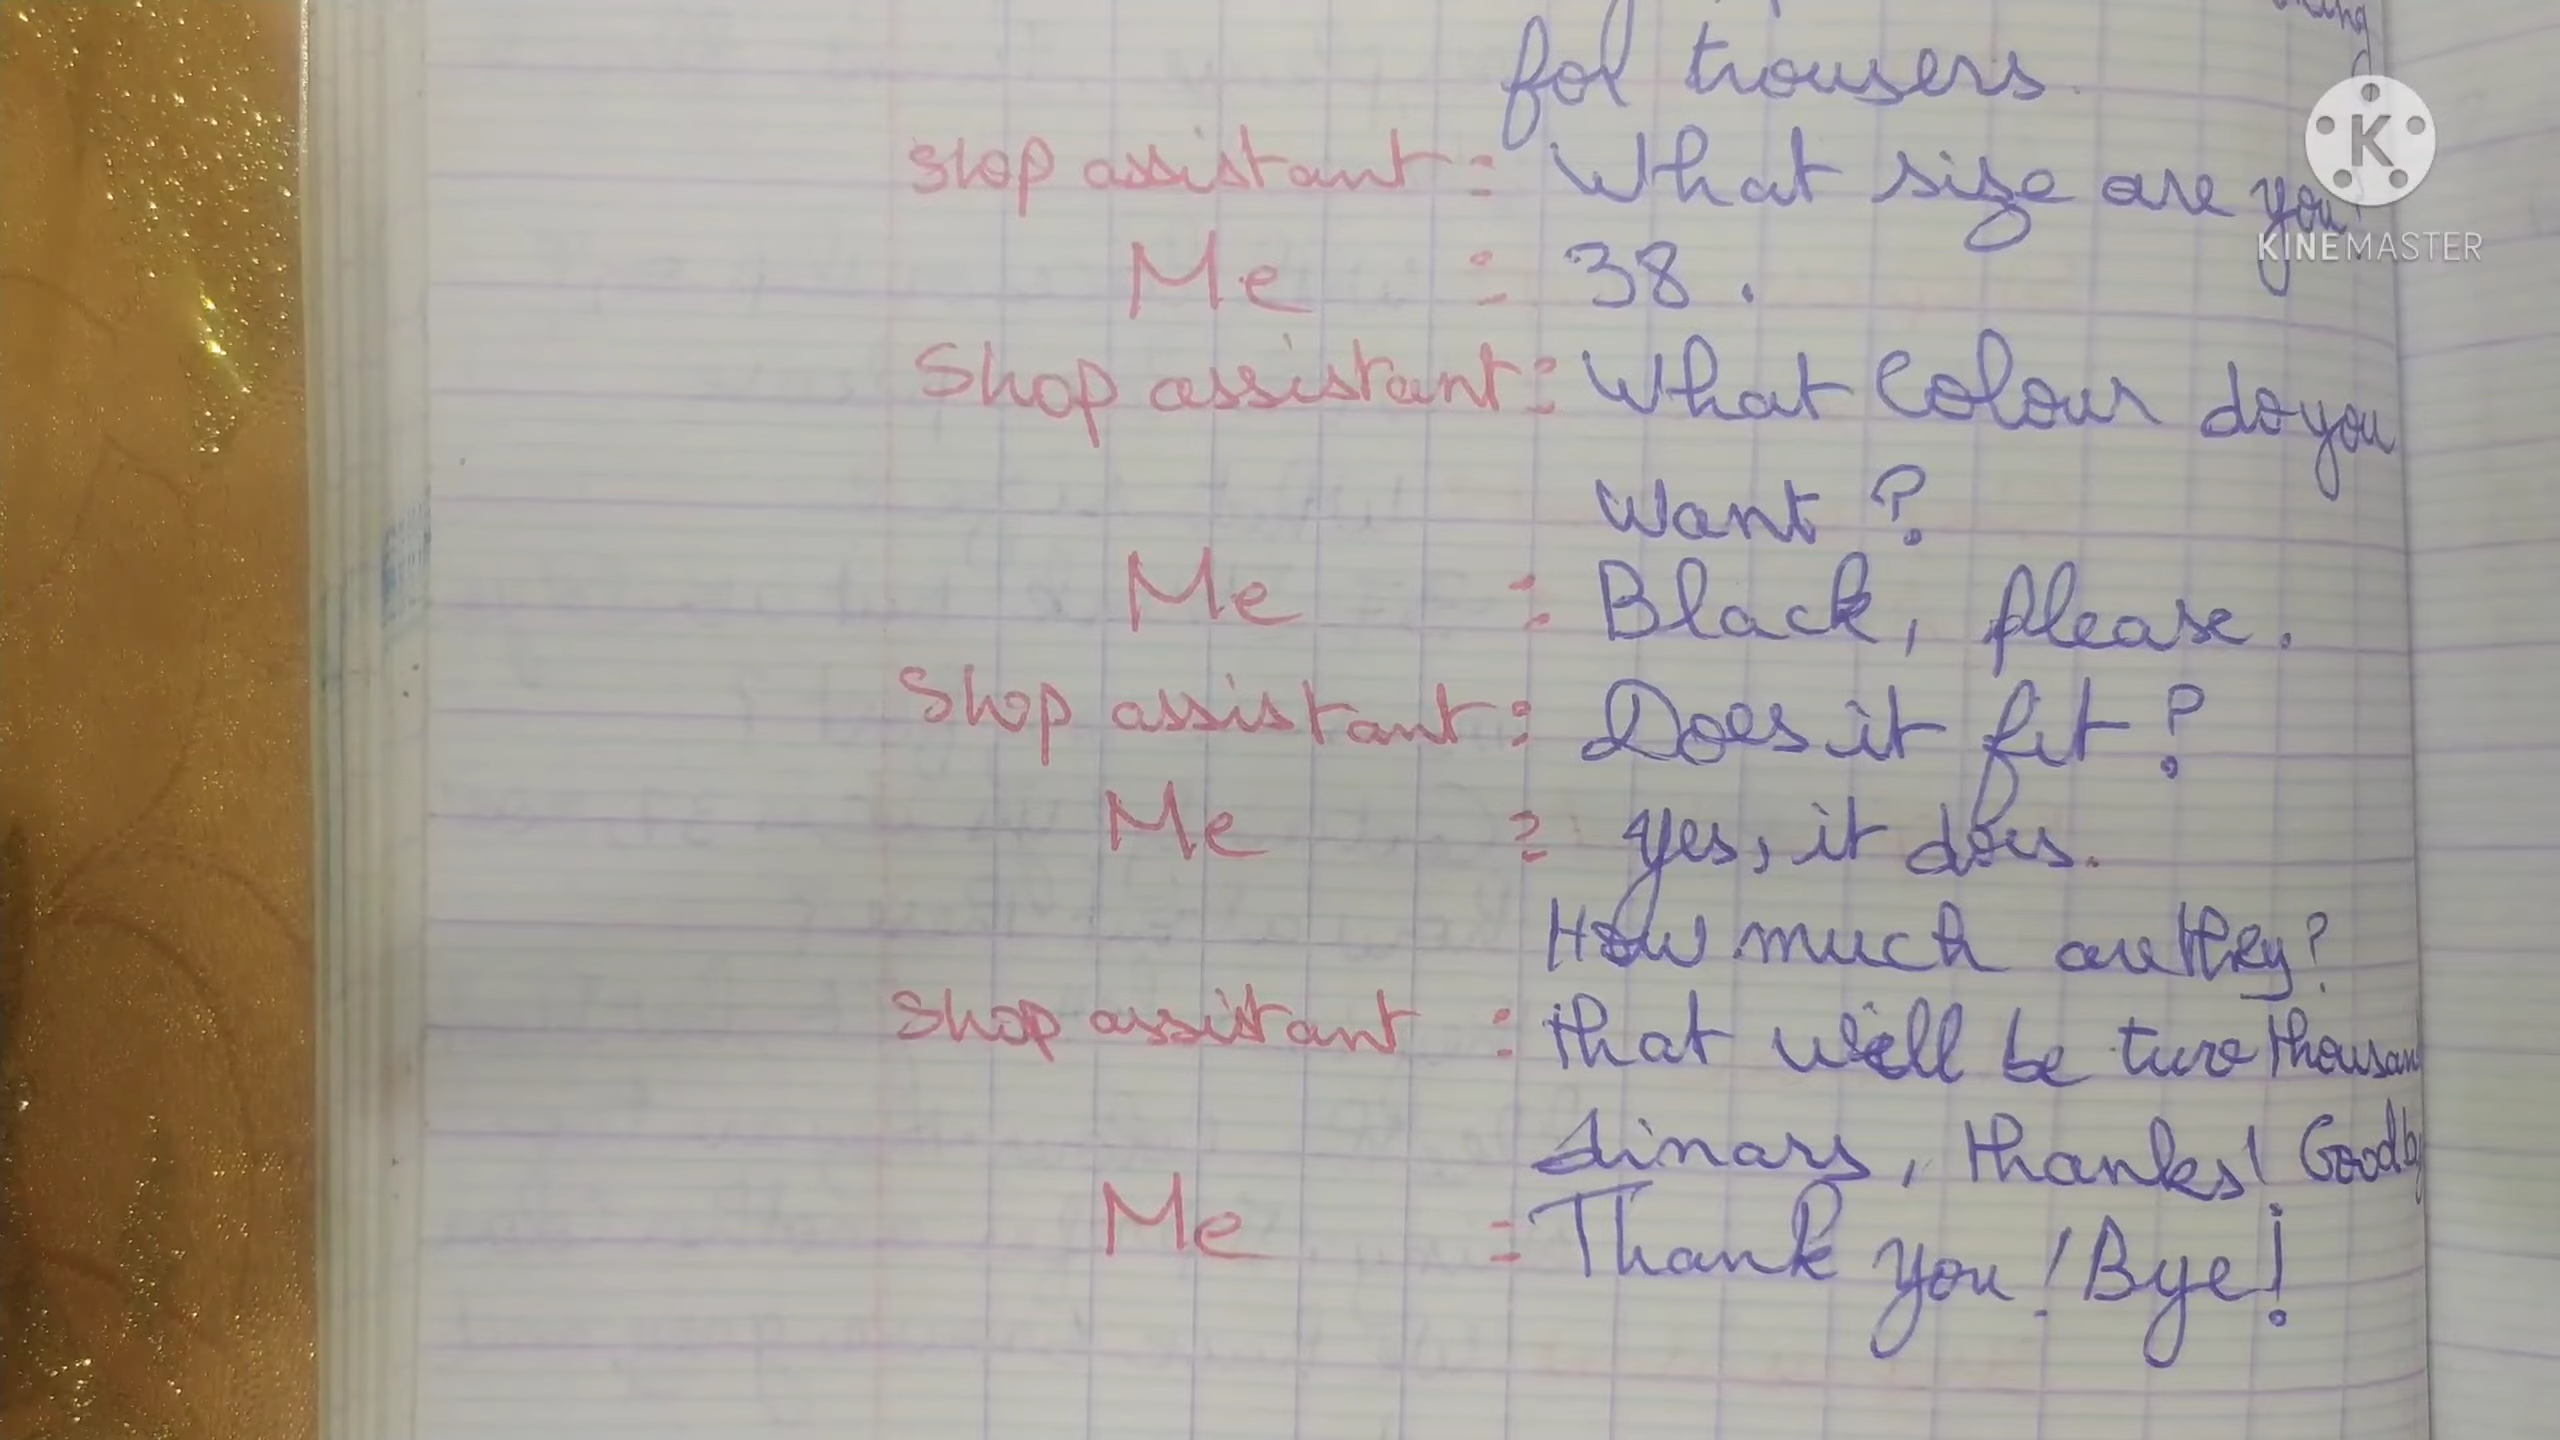 for trousers.
Shop assistant : What size are you?
Me : 38.
Shop assistant : What Colour do you
Want ?
Me : Black, please.
Shop assistant : Does it fit ?
Me : yes, it does.
How much are they?
Shop assistant : that will be two thousan
dinars, thanks! Goodby
Me : Thank you! Bye!
K
KINEMASTER